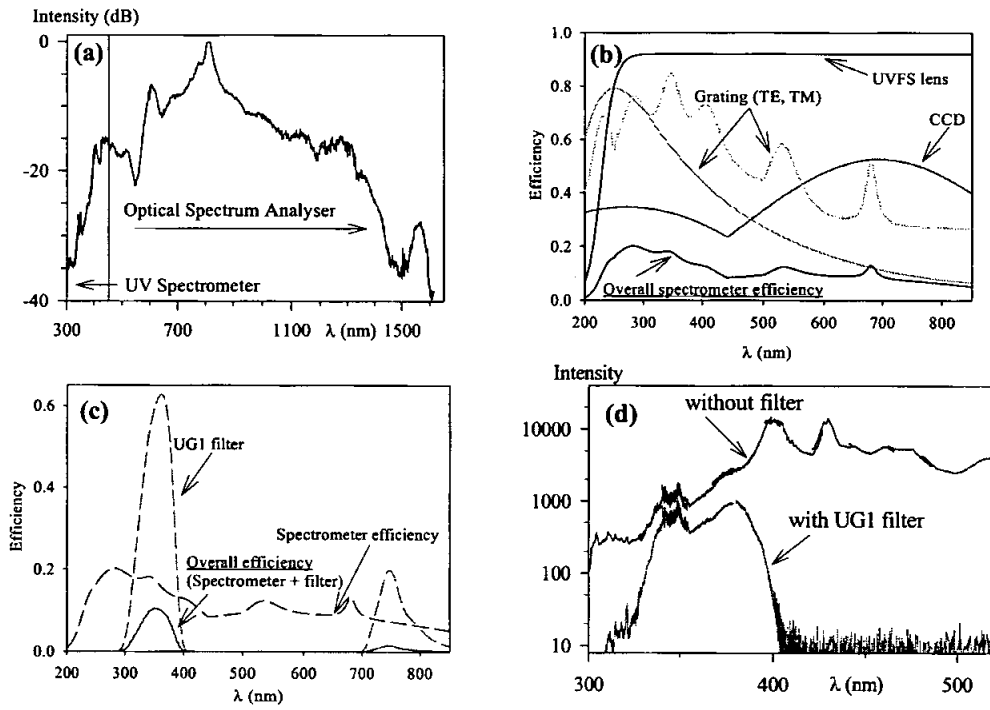 Intensity (dB)
(a)
0
-20
-40
Optical Spectrum Analyser
UV Spectrometer
300
700
1100
λ (nm)
1500
(b)
1.0
0.8
0.6
0.4
0.2
0.0
Efficiency
UVFS lens
Grating (TE, TM)
CCD
Overall spectrometer efficiency
200
300
400
500
600
700
800
λ (nm)
(c)
0.6
0.4
0.2
0.0
Efficiency
UG1 filter
Spectrometer efficiency
Overall efficiency
(Spectrometer + filter)
200
300
400
500
600
700
800
λ (nm)
Intensity
(d)
10000
1000
100
10
without filter
with UG1 filter
300
400
λ (nm)
500